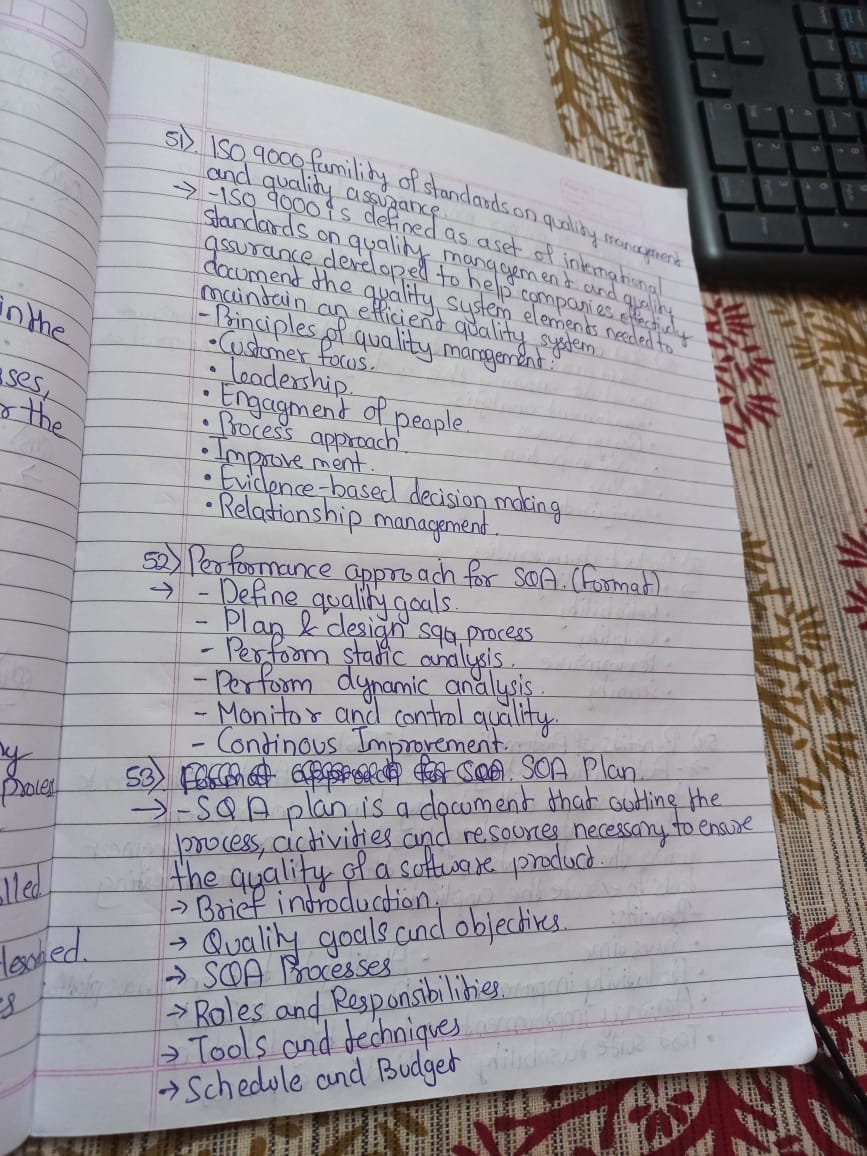 in the
ses,
r the
y
Proces
lled
lescribed.
s
51) ISO 9000 famility of standards on quality management
and quality assurance.
→ - ISO 9000 is defined as a set of international
standards on quality management and quality
assurance developed to help companies effectively
document the quality system elements needed to
maintain an efficient quality system.
- Principles of quality mangement:
• Customer focus.
• leadership.
• Engagment of people.
• Process approach.
• Improvement.
• Evidence-based decision making
• Relationship management.
52) Performance approach for SQA. (Format)
→ - Define quality goals.
- Plan & design sqa process
- Perform static analysis.
- Perform dynamic analysis.
- Monitor and control quality.
- Continous Improvement.
53) SQA Plan.
→ - SQA plan is a document that outline the
process, activities and resources necessary to ensure
the quality of a software product.
→ Brief introduction.
→ Quality goals and objectives.
→ SQA Processes
→ Roles and Responsibilities.
→ Tools and techniques
→ Schedule and Budget